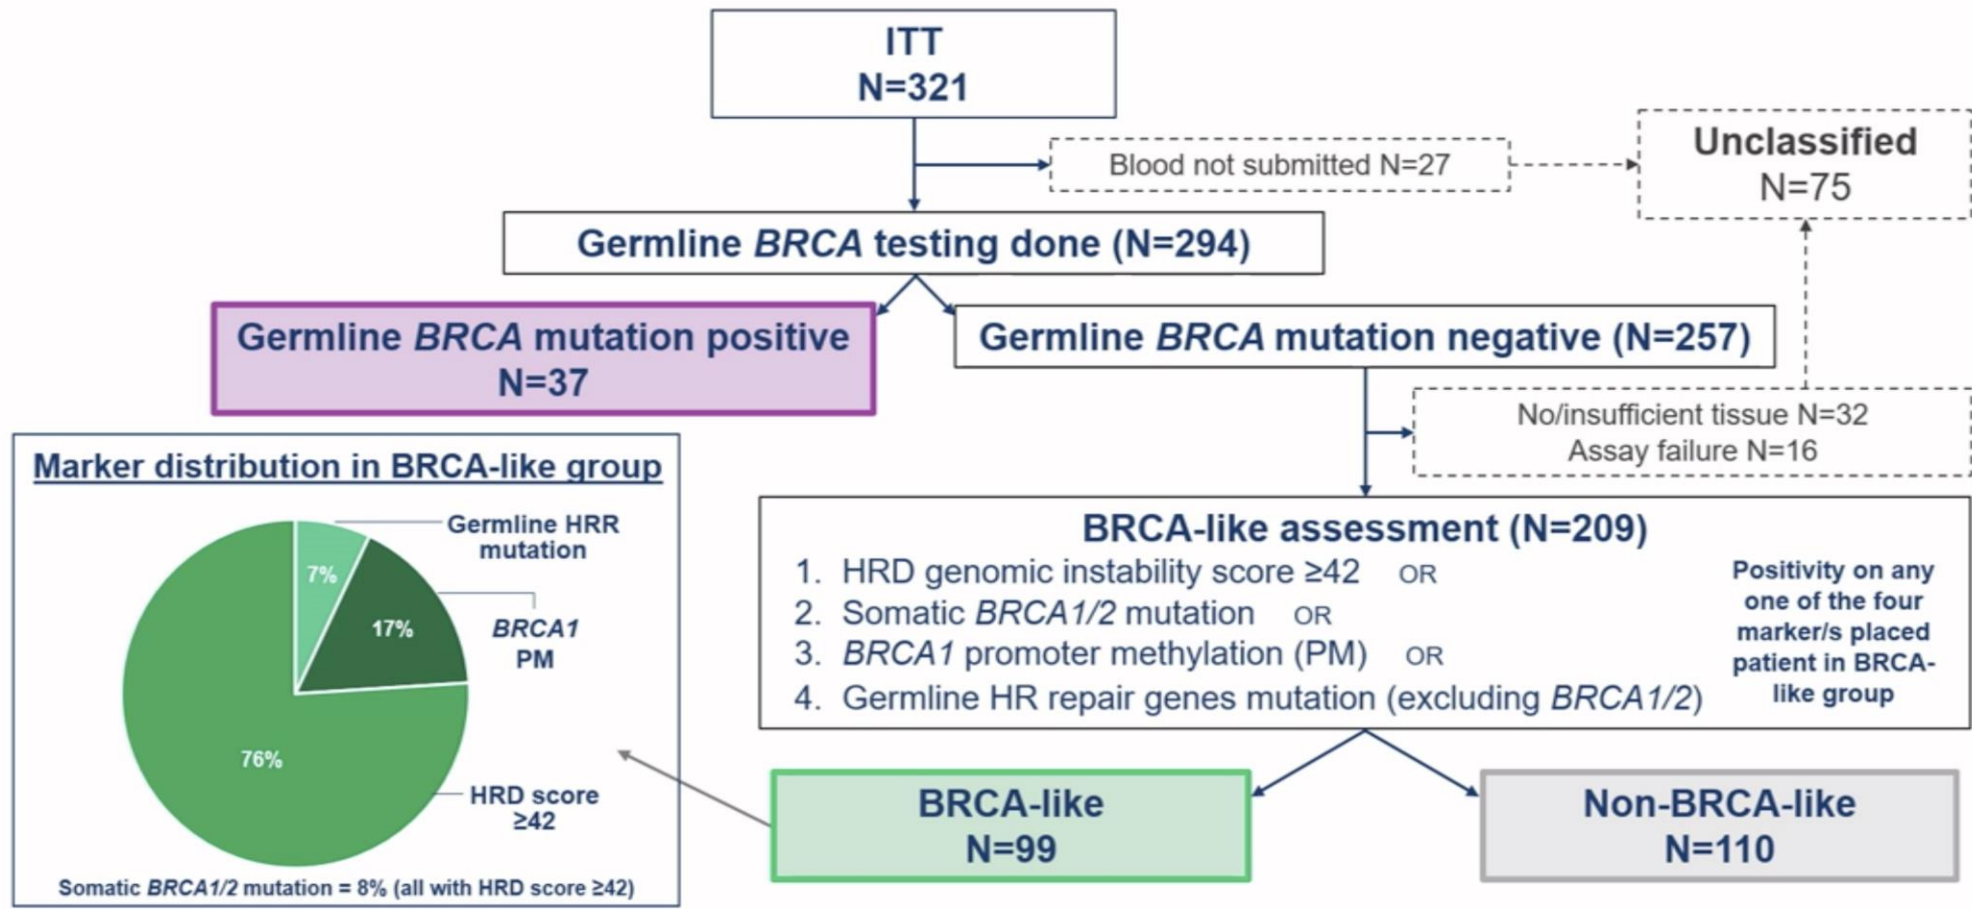 ITT
N=321
Blood not submitted N=27
Unclassified
N=75
Germline BRCA testing done (N=294)
Germline BRCA mutation positive
N=37
Germline BRCA mutation negative (N=257)
No/insufficient tissue N=32
Assay failure N=16
Marker distribution in BRCA-like group
Germline HRR
mutation
7%
17%
BRCA1
PM
76%
HRD score
≥42
Somatic BRCA1/2 mutation = 8% (all with HRD score ≥42)
BRCA-like assessment (N=209)
1. HRD genomic instability score ≥42 OR
2. Somatic BRCA1/2 mutation OR
3. BRCA1 promoter methylation (PM) OR
4. Germline HR repair genes mutation (excluding BRCA1/2)
Positivity on any
one of the four
marker/s placed
patient in BRCA-
like group
BRCA-like
N=99
Non-BRCA-like
N=110